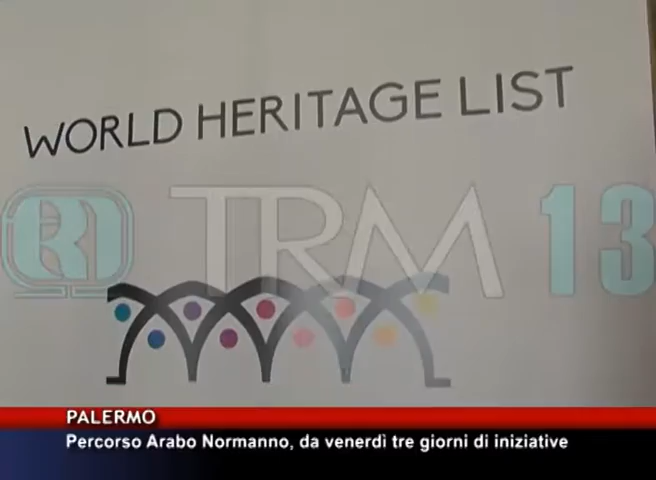 WORLD HERITAGE LIST
TRM 13
PALERMO
Percorso Arabo Normanno, da venerdì tre giorni di iniziative